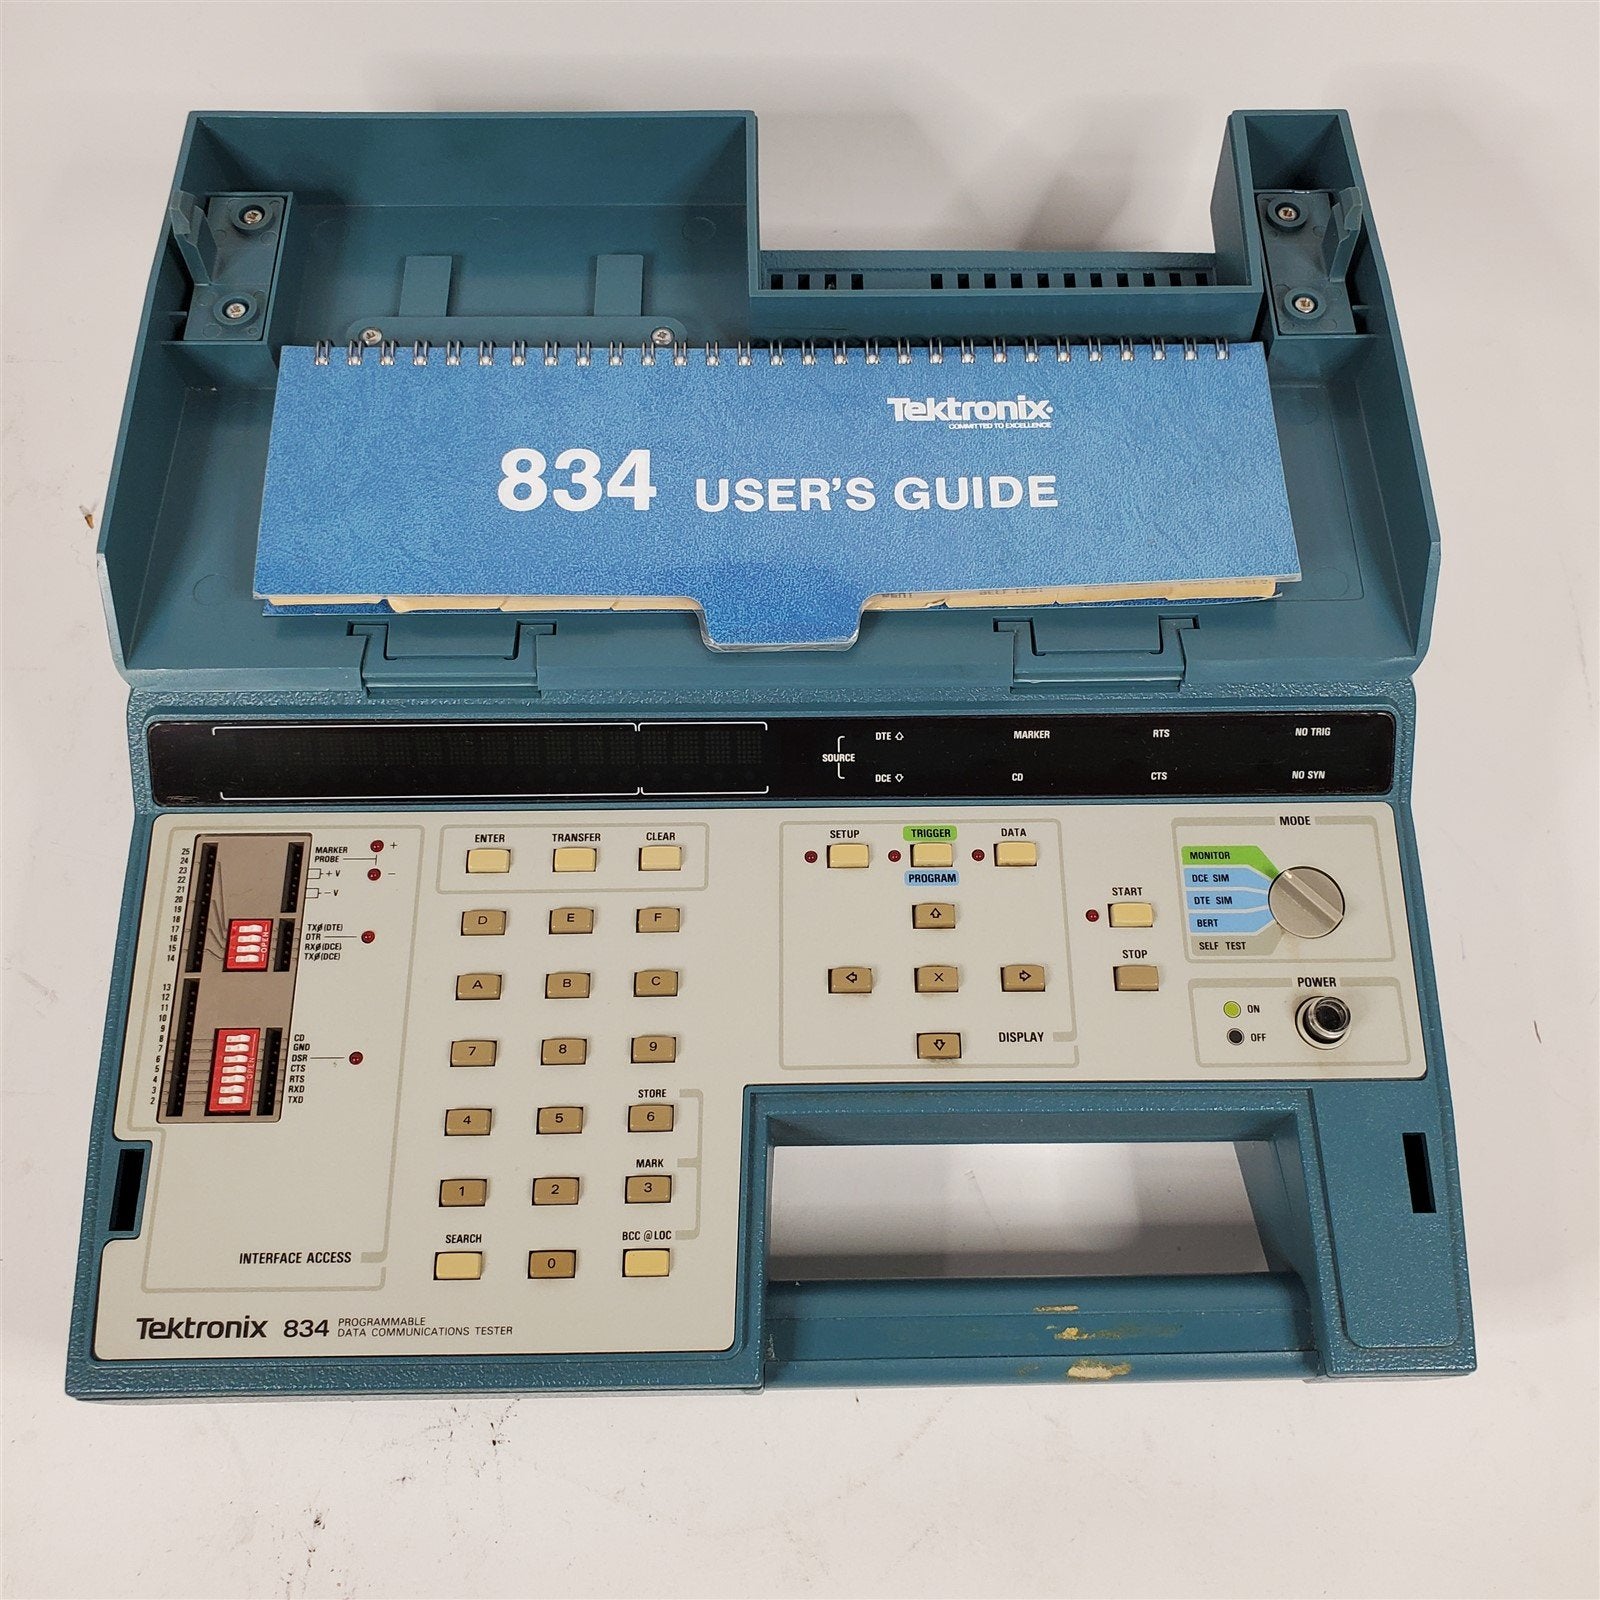 Tektronix
COMMITTED TO EXCELLENCE
834 USER'S GUIDE
BERT
SELF TEST
DTE
MARKER
RTS
NO TRIG
SOURCE
DCE
CD
CTS
NO SYN
25
24
23
22
21
20
19
18
17
16
15
14
13
12
11
10
9
8
7
6
5
4
3
2
MARKER
PROBE
+
-
+V
-V
OPEN
TXØ(DTE)
DTR
RXØ(DCE)
TXØ(DCE)
OPEN
CD
GND
DSR
CTS
RTS
RXD
TXD
INTERFACE ACCESS
ENTER TRANSFER CLEAR
D E F
A B C
7 8 9
STORE
4 5 6
MARK
1 2 3
SEARCH BCC @ LOC
0
SETUP TRIGGER DATA
PROGRAM
X
DISPLAY
START
STOP
MODE
MONITOR
DCE SIM
DTE SIM
BERT
SELF TEST
POWER
ON
OFF
Tektronix 834 PROGRAMMABLE
DATA COMMUNICATIONS TESTER